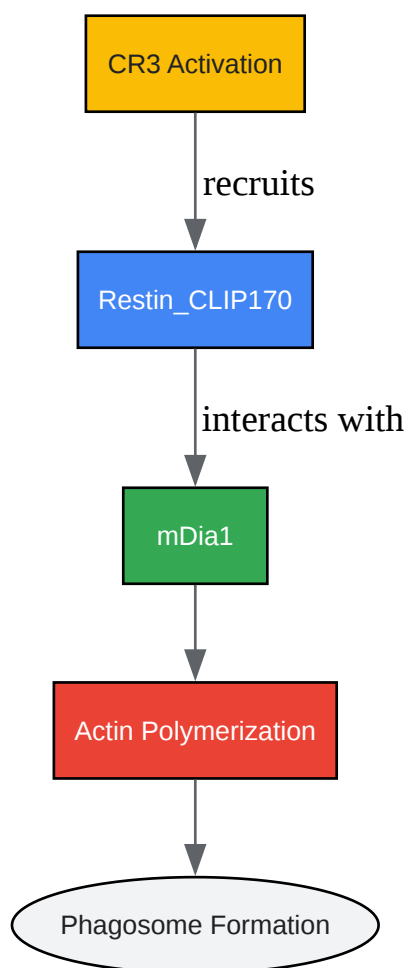 CR3 Activation
recruits
Restin_CLIP170
interacts with
mDia1
Actin Polymerization
Phagosome Formation